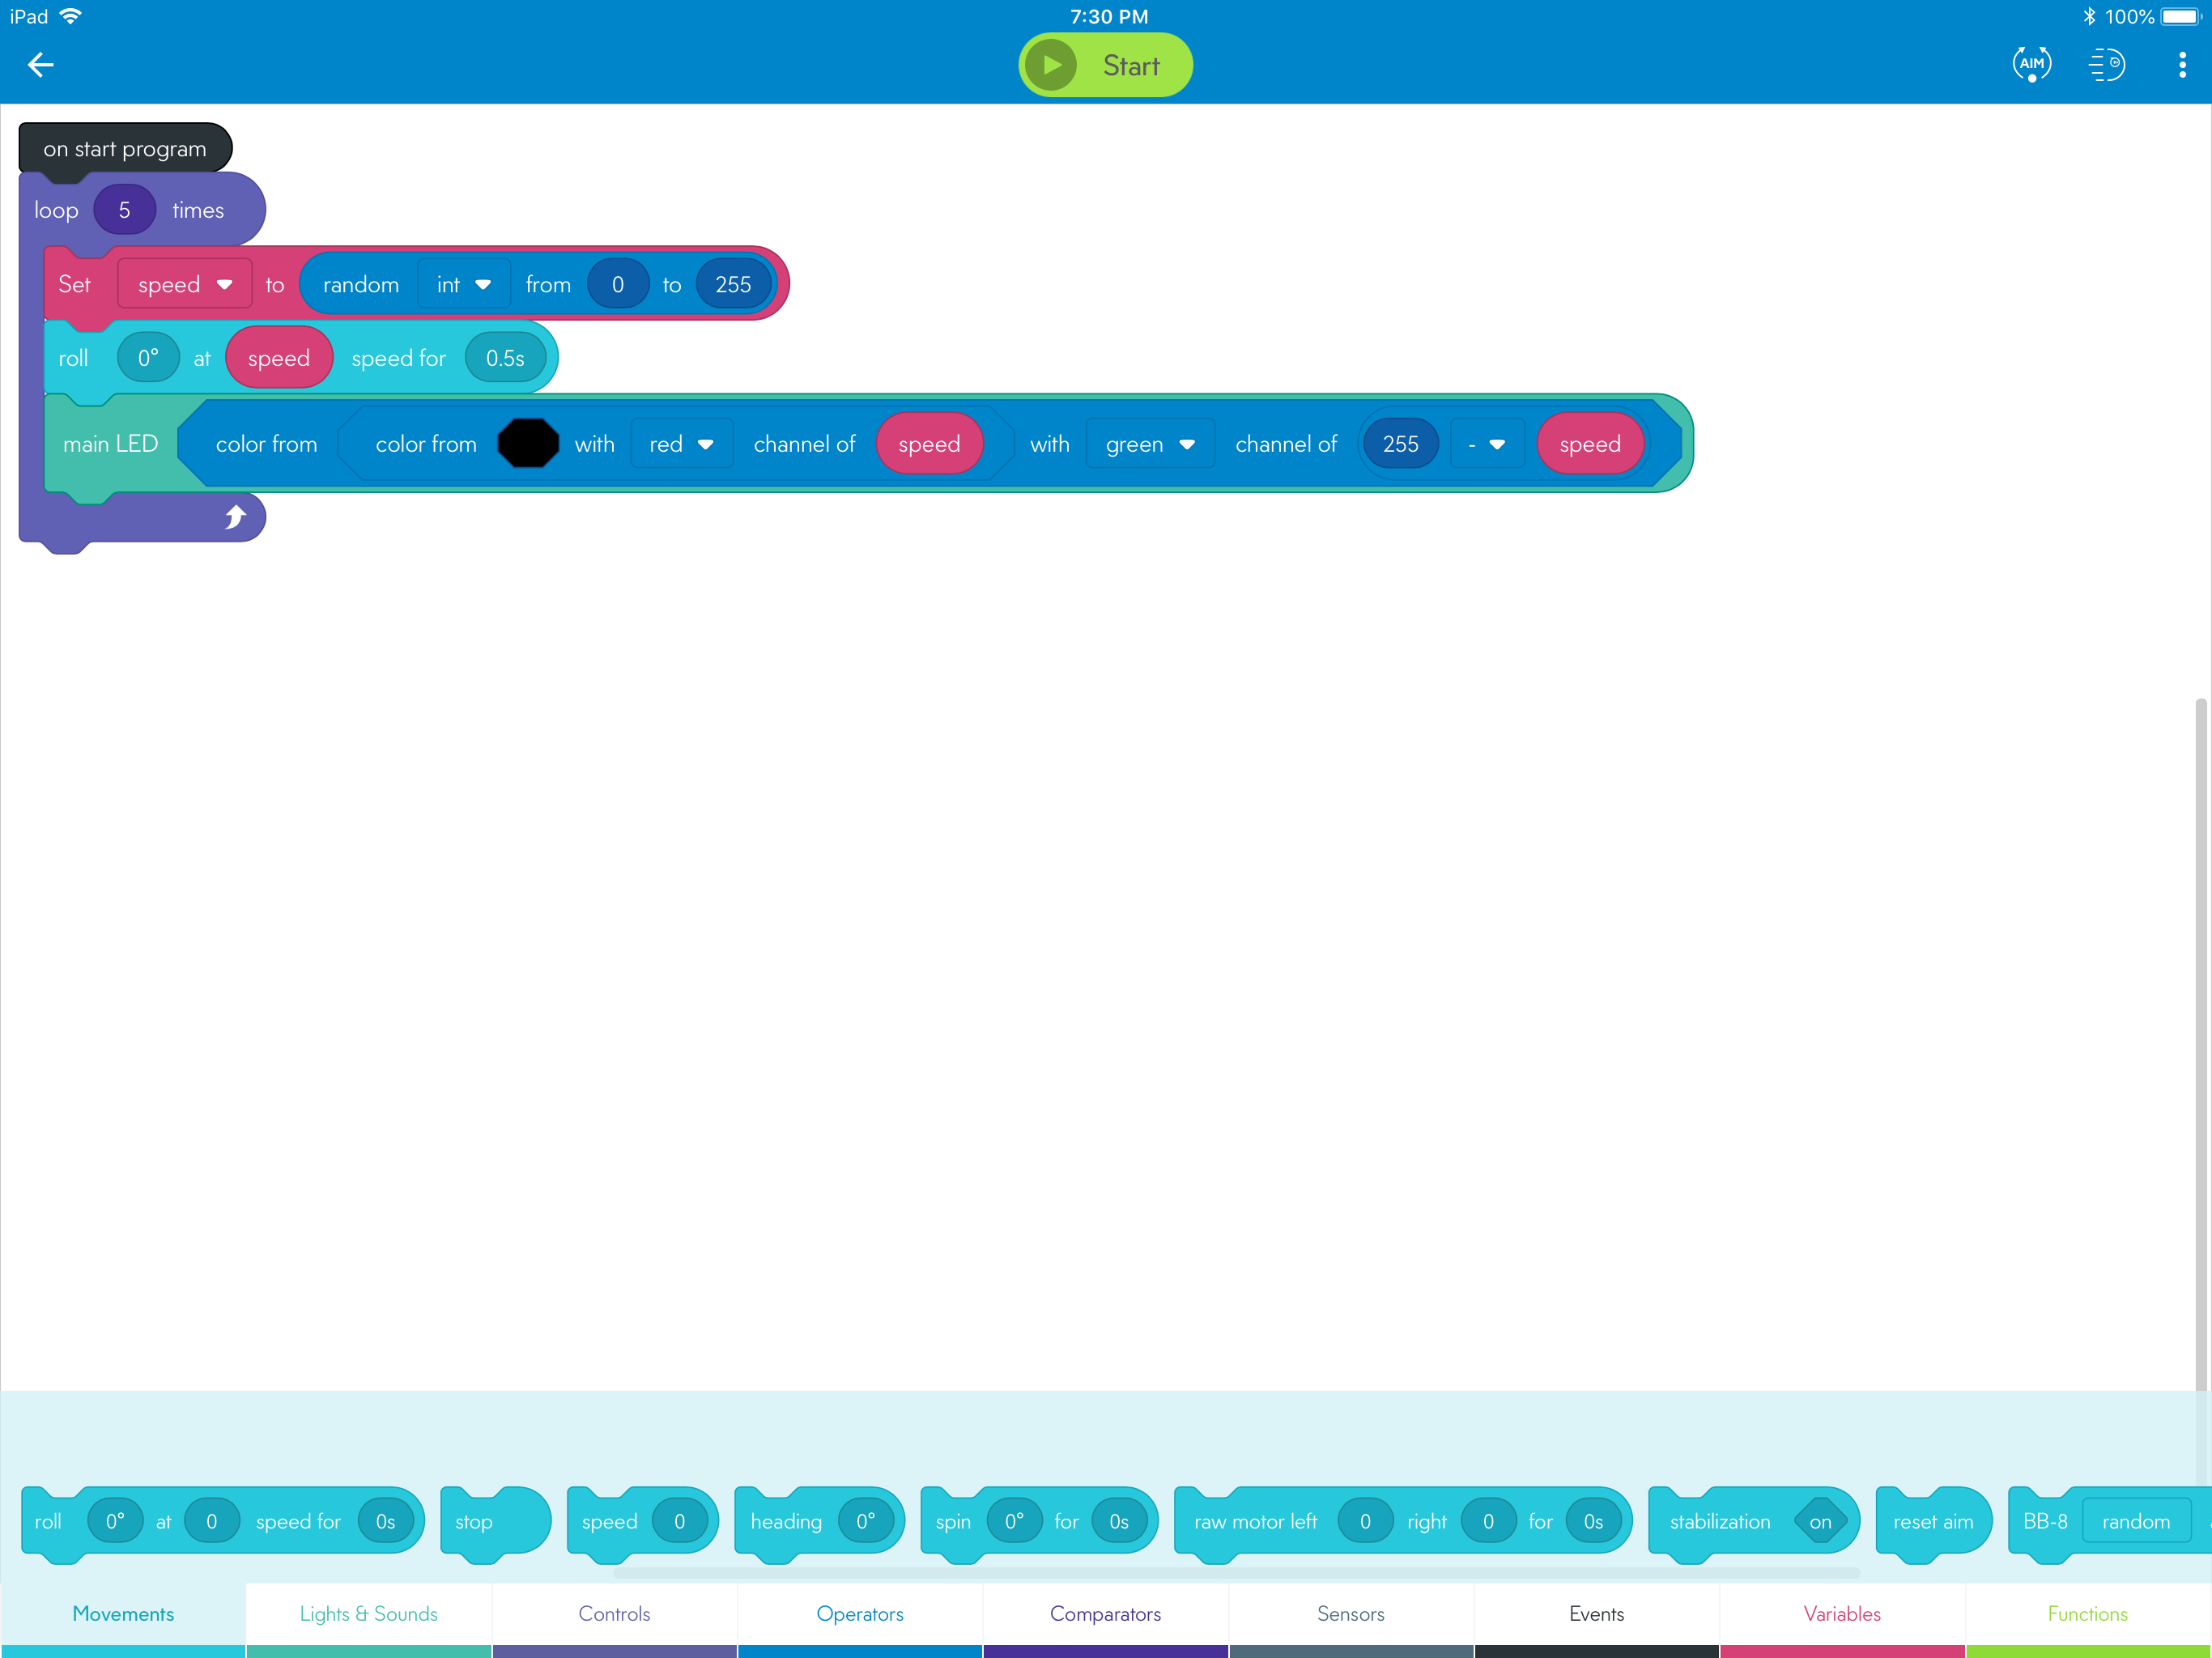 iPad 7:30 PM 100%
Start AIM
on start program
loop 5 times
Set speed to random int from 0 to 255
roll 0° at speed speed for 0.5s
main LED color from color from with red channel of speed with green channel of 255 - speed
roll 0° at 0 speed for 0s stop speed 0 heading 0° spin 0° for 0s raw motor left 0 right 0 for 0s stabilization on reset aim BB-8 random
Movements Lights & Sounds Controls Operators Comparators Sensors Events Variables Functions